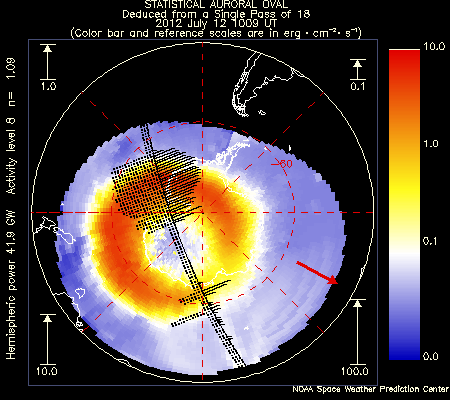 STATISTICAL AURORAL OVAL
Deduced from a Single Pass of 18
2012 July 12 1009 UT
(Color bar and reference scales are in erg·cm⁻²·s⁻¹)
Hemispheric power 41.9 GW Activity level 8 n= 1.09
1.0
0.1
10.0
1.0
0.1
0.0
-60
10.0
100.0
NOAA Space Weather Prediction Center